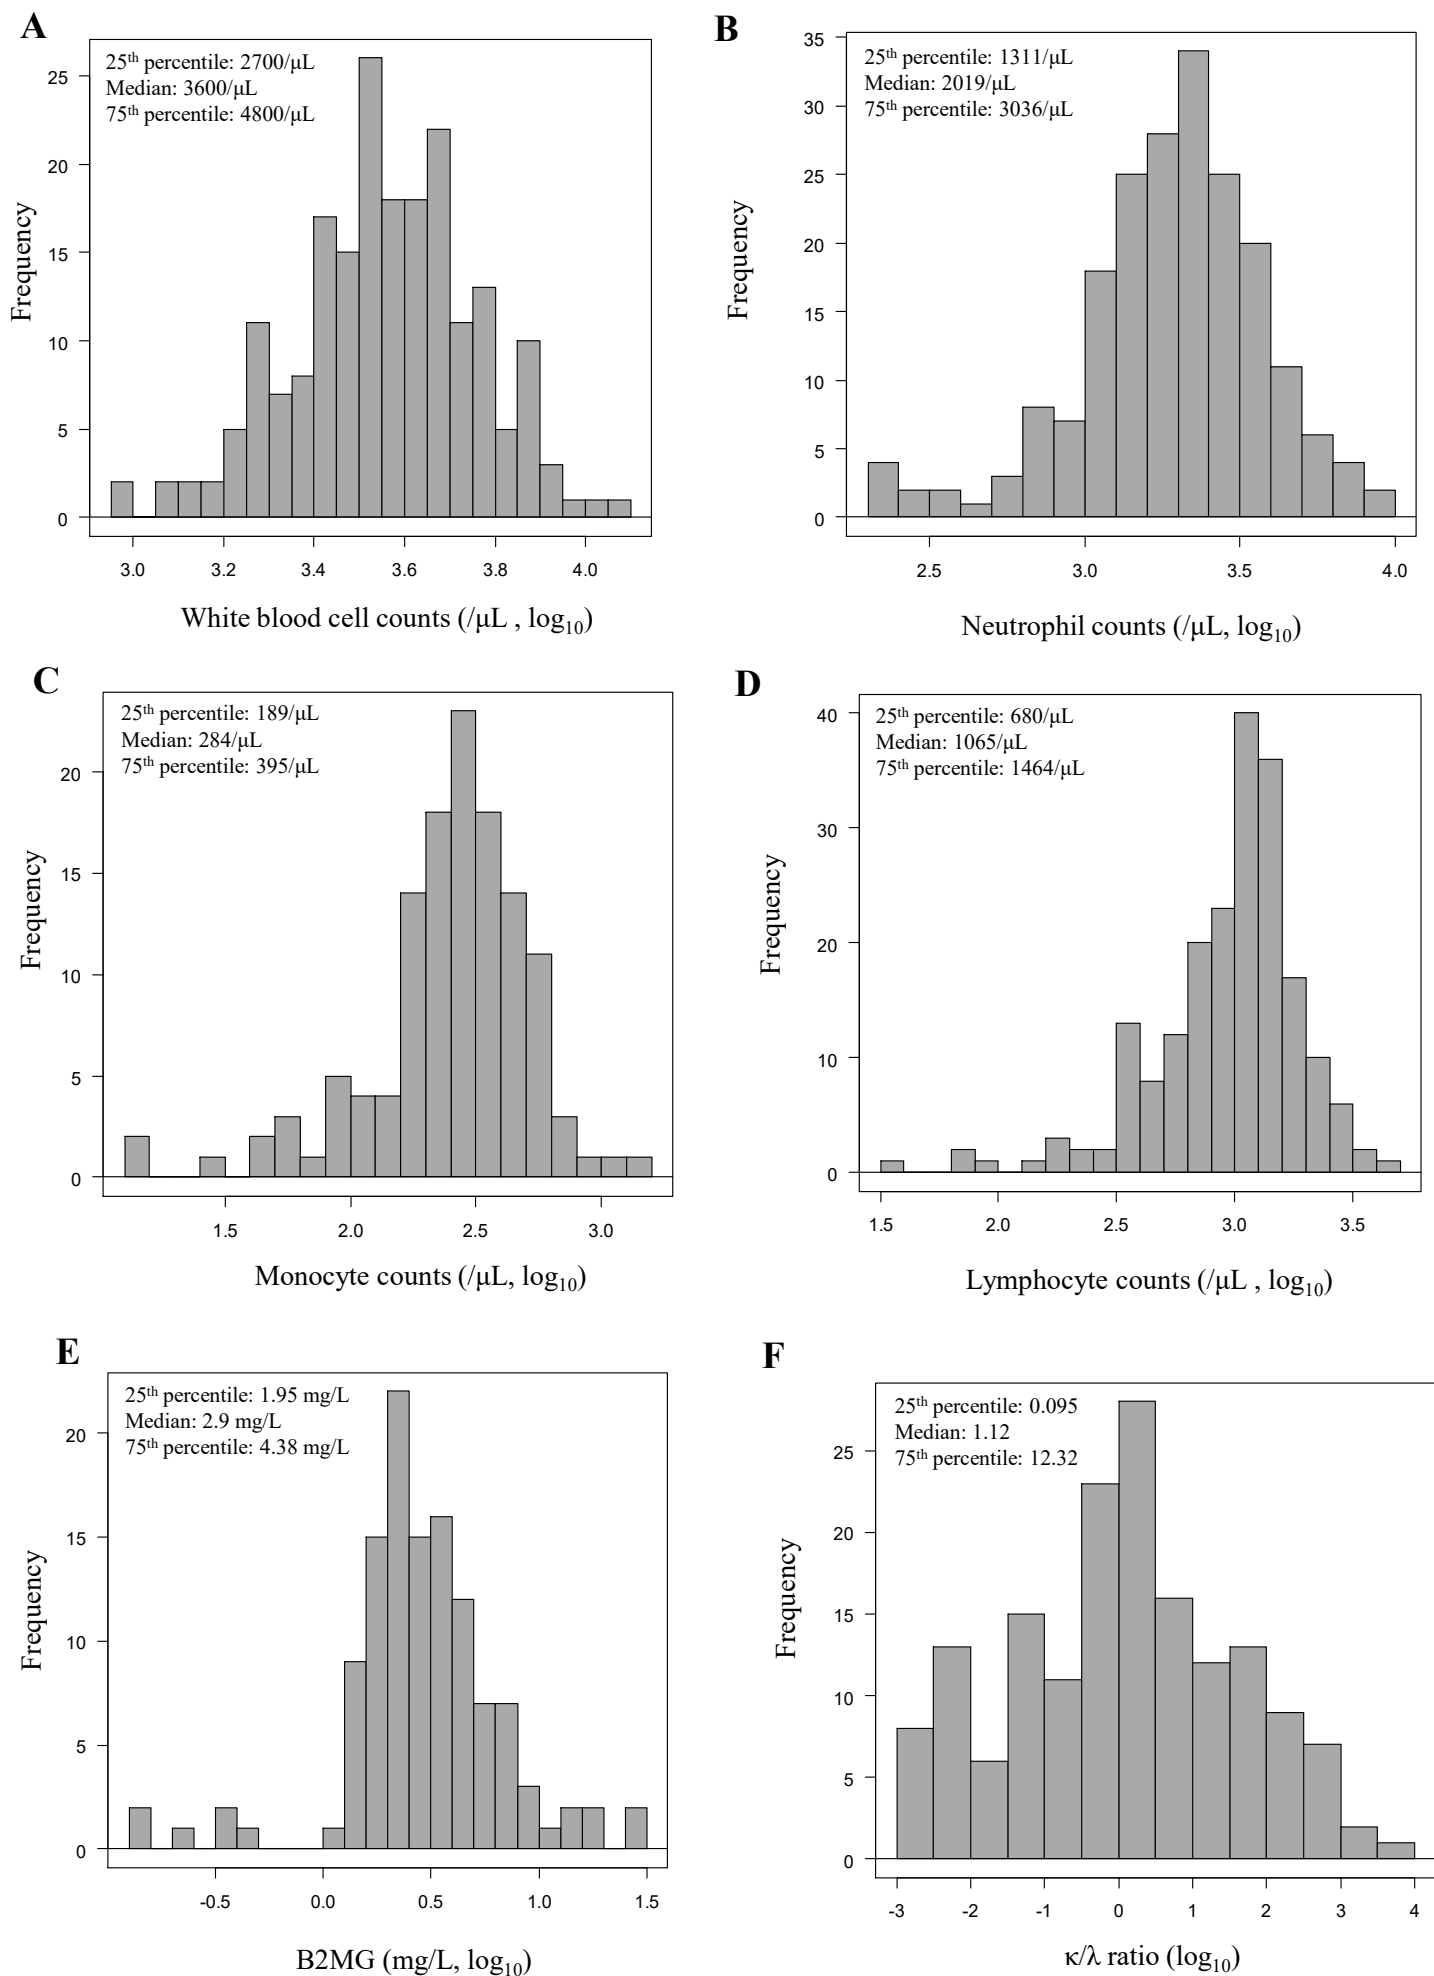 A
25th percentile: 2700/μL
Median: 3600/μL
75th percentile: 4800/μL
Frequency
25
20
15
10
5
0
3.0 3.2 3.4 3.6 3.8 4.0
White blood cell counts (/μL , log10)
B
25th percentile: 1311/μL
Median: 2019/μL
75th percentile: 3036/μL
Frequency
35
30
25
20
15
10
5
0
2.5 3.0 3.5 4.0
Neutrophil counts (/μL, log10)
C
25th percentile: 189/μL
Median: 284/μL
75th percentile: 395/μL
Frequency
20
15
10
5
0
1.5 2.0 2.5 3.0
Monocyte counts (/μL, log10)
D
25th percentile: 680/μL
Median: 1065/μL
75th percentile: 1464/μL
Frequency
40
30
20
10
0
1.5 2.0 2.5 3.0 3.5
Lymphocyte counts (/μL , log10)
E
25th percentile: 1.95 mg/L
Median: 2.9 mg/L
75th percentile: 4.38 mg/L
Frequency
20
15
10
5
0
-0.5 0.0 0.5 1.0 1.5
B2MG (mg/L, log10)
F
25th percentile: 0.095
Median: 1.12
75th percentile: 12.32
Frequency
25
20
15
10
5
0
-3 -2 -1 0 1 2 3 4
κ/λ ratio (log10)